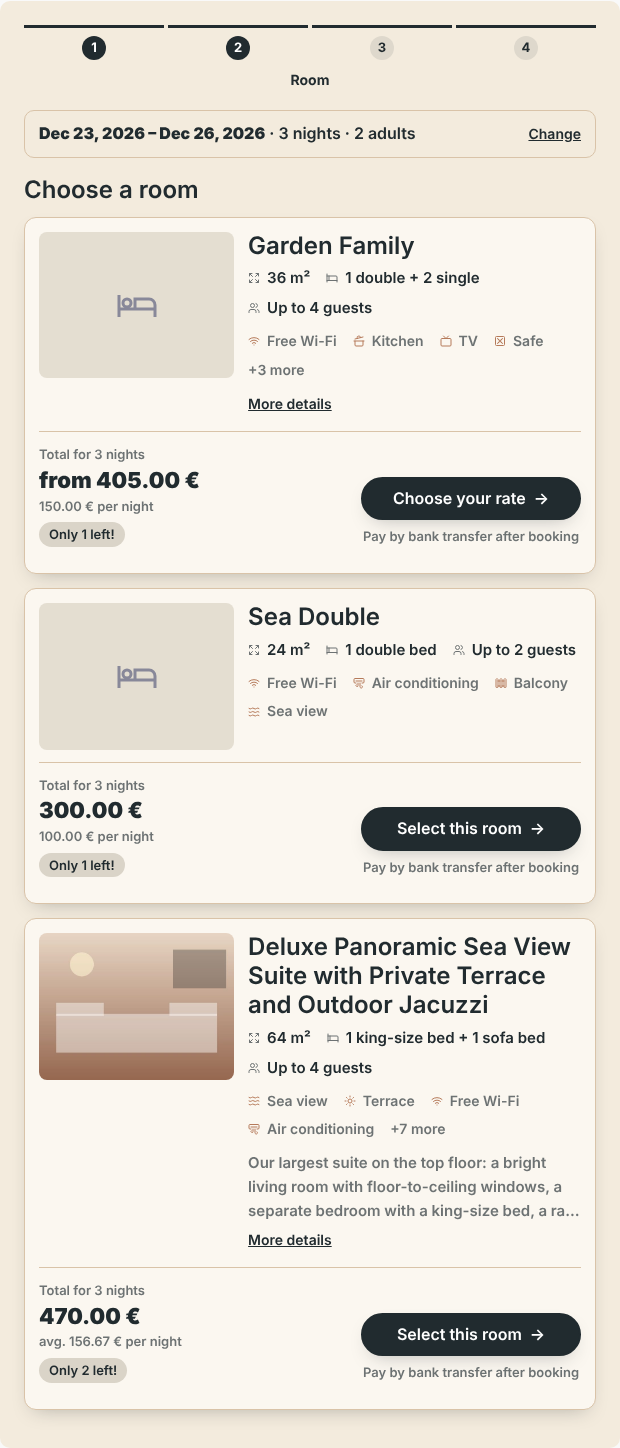 1 2 3 4
Room
Dec 23, 2026 – Dec 26, 2026 · 3 nights · 2 adults Change
Choose a room
Garden Family
36 m² 1 double + 2 single
Up to 4 guests
Free Wi-Fi Kitchen TV Safe
+3 more
More details
Total for 3 nights
from 405.00 €
150.00 € per night
Only 1 left!
Choose your rate →
Pay by bank transfer after booking
Sea Double
24 m² 1 double bed Up to 2 guests
Free Wi-Fi Air conditioning Balcony
Sea view
Total for 3 nights
300.00 €
100.00 € per night
Only 1 left!
Select this room →
Pay by bank transfer after booking
Deluxe Panoramic Sea View
Suite with Private Terrace
and Outdoor Jacuzzi
64 m² 1 king-size bed + 1 sofa bed
Up to 4 guests
Sea view Terrace Free Wi-Fi
Air conditioning +7 more
Our largest suite on the top floor: a bright
living room with floor-to-ceiling windows, a
separate bedroom with a king-size bed, a ra…
More details
Total for 3 nights
470.00 €
avg. 156.67 € per night
Only 2 left!
Select this room →
Pay by bank transfer after booking